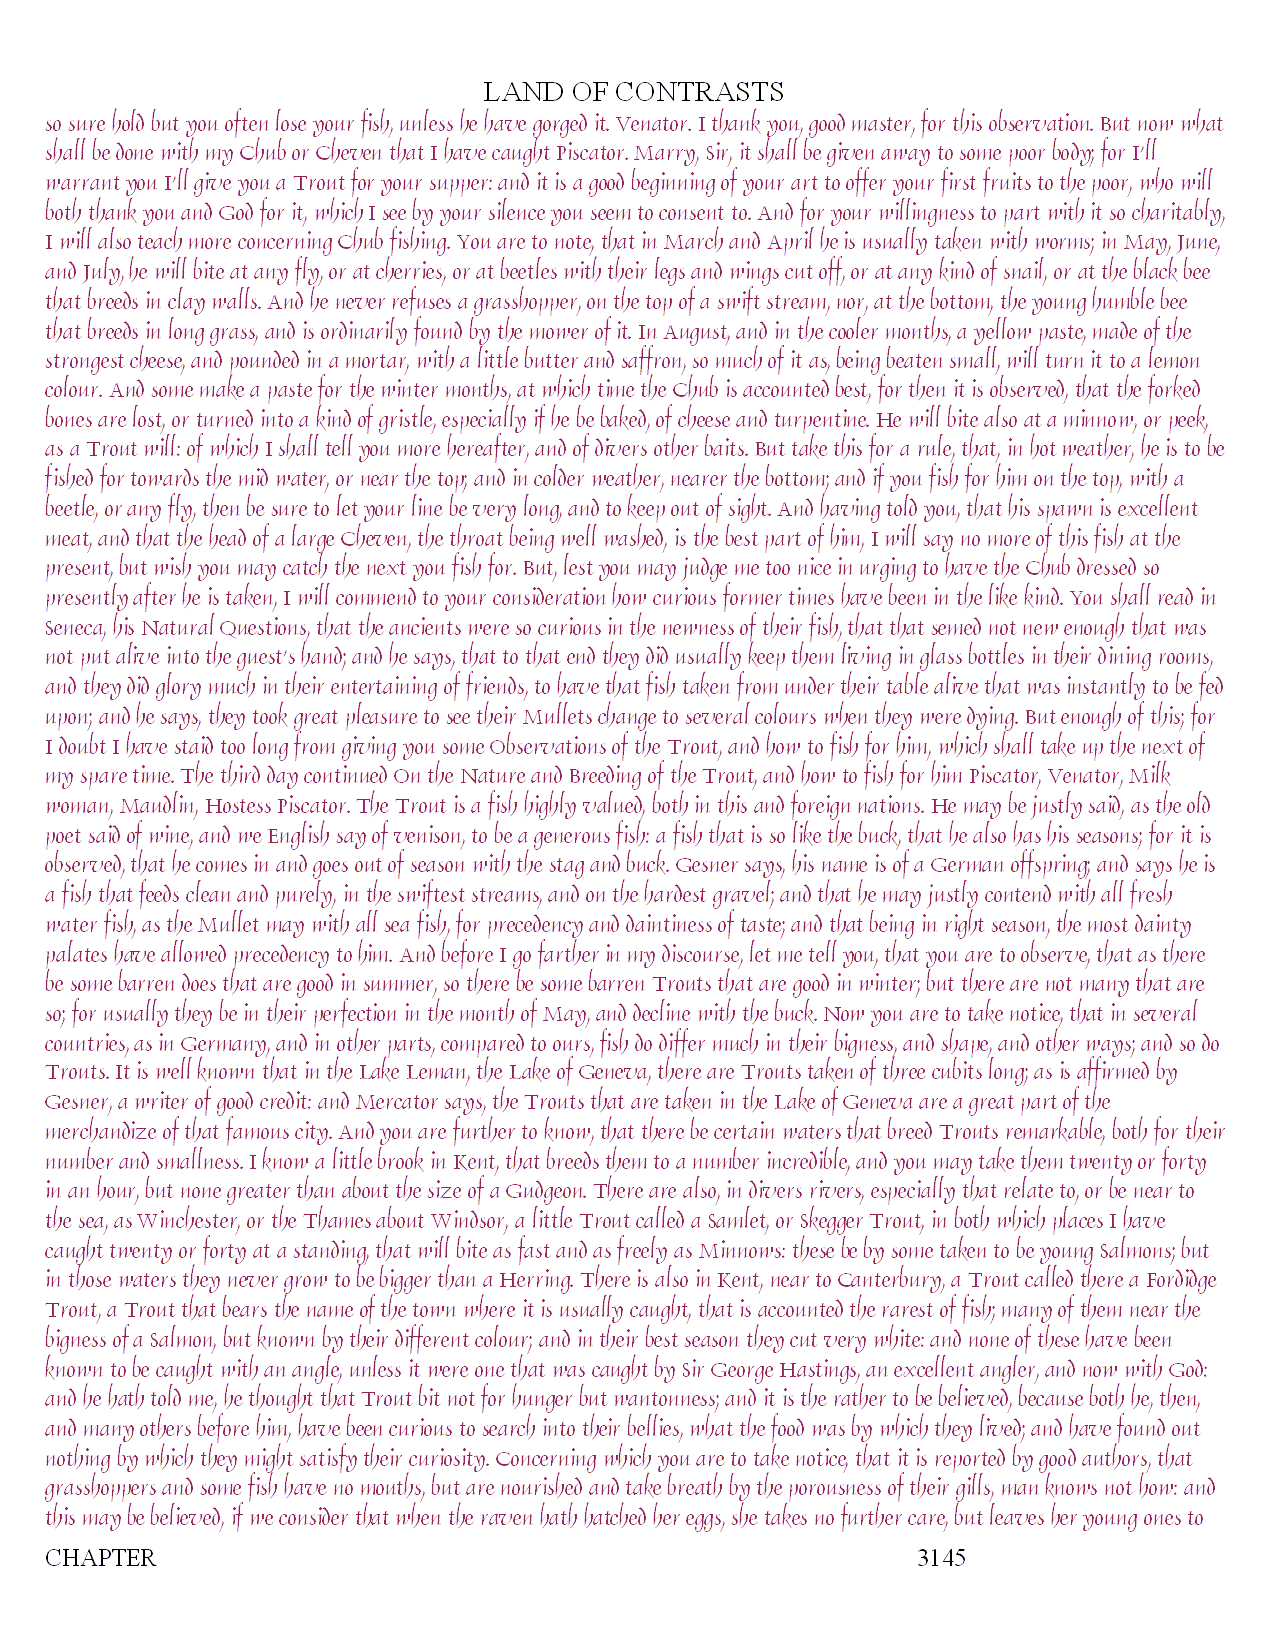 LAND OF CONTRASTS
so sure hold but you often lose your fish, unless he have gorged it. Venator. I thank you, good master, for this observation. But now what
shall be done with my Chub or Cheven that I have caught Piscator. Marry, Sir, it shall be given away to some poor body; for I'll
warrant you I'll give you a Trout for your supper: and it is a good beginning of your art to offer your first fruits to the poor, who will
both thank you and God for it, which I see by your silence you seem to consent to. And for your willingness to part with it so charitably,
I will also teach more concerning Chub fishing. You are to note, that in March and April he is usually taken with worms; in May, June,
and July, he will bite at any fly, or at cherries, or at beetles with their legs and wings cut off, or at any kind of snail, or at the black bee
that breeds in clay walls. And he never refuses a grasshopper, on the top of a swift stream, nor, at the bottom, the young humble bee
that breeds in long grass, and is ordinarily found by the mower of it. In August, and in the cooler months, a yellow paste, made of the
strongest cheese, and pounded in a mortar, with a little butter and saffron, so much of it as, being beaten small, will turn it to a lemon
colour. And some make a paste for the winter months, at which time the Chub is accounted best, for then it is observed, that the forked
bones are lost, or turned into a kind of gristle, especially if he be baked, of cheese and turpentine. He will bite also at a minnow, or peek,
as a Trout will: of which I shall tell you more hereafter, and of divers other baits. But take this for a rule, that, in hot weather, he is to be
fished for towards the mid water, or near the top; and in colder weather, nearer the bottom; and if you fish for him on the top, with a
beetle, or any fly, then be sure to let your line be very long, and to keep out of sight. And having told you, that his spawn is excellent
meat, and that the head of a large Cheven, the throat being well washed, is the best part of him, I will say no more of this fish at the
present, but wish you may catch the next you fish for. But, lest you may judge me too nice in urging to have the Chub dressed so
presently after he is taken, I will commend to your consideration how curious former times have been in the like kind. You shall read in
Seneca, his Natural Questions, that the ancients were so curious in the newness of their fish, that that semed not new enough that was
not put alive into the guest's hand; and he says, that to that end they did usually keep them living in glass bottles in their dining rooms,
and they did glory much in their entertaining of friends, to have that fish taken from under their table alive that was instantly to be fed
upon; and he says, they took great pleasure to see their Mullets change to several colours when they were dying. But enough of this; for
I doubt I have staid too long from giving you some Observations of the Trout, and how to fish for him, which shall take up the next of
my spare time. The third day continued On the Nature and Breeding of the Trout, and how to fish for him Piscator, Venator, Milk
woman, Maudlin, Hostess Piscator. The Trout is a fish highly valued, both in this and foreign nations. He may be justly said, as the old
poet said of wine, and we English say of venison, to be a generous fish: a fish that is so like the buck, that he also has his seasons; for it is
observed, that he comes in and goes out of season with the stag and buck. Gesner says, his name is of a German offspring; and says he is
a fish that feeds clean and purely, in the swiftest streams, and on the hardest gravel; and that he may justly contend with all fresh
water fish, as the Mullet may with all sea fish, for precedency and daintiness of taste; and that being in right season, the most dainty
palates have allowed precedency to him. And before I go farther in my discourse, let me tell you, that you are to observe, that as there
be some barren does that are good in summer, so there be some barren Trouts that are good in winter; but there are not many that are
so; for usually they be in their perfection in the month of May, and decline with the buck. Now you are to take notice, that in several
countries, as in Germany, and in other parts, compared to ours, fish do differ much in their bigness, and shape, and other ways; and so do
Trouts. It is well known that in the Lake Leman, the Lake of Geneva, there are Trouts taken of three cubits long; as is affirmed by
Gesner, a writer of good credit: and Mercator says, the Trouts that are taken in the Lake of Geneva are a great part of the
merchandize of that famous city. And you are further to know, that there be certain waters that breed Trouts remarkable, both for their
number and smallness. I know a little brook in Kent, that breeds them to a number incredible, and you may take them twenty or forty
in an hour, but none greater than about the size of a Gudgeon. There are also, in divers rivers, especially that relate to, or be near to
the sea, as Winchester, or the Thames about Windsor, a little Trout called a Samlet, or Skegger Trout, in both which places I have
caught twenty or forty at a standing, that will bite as fast and as freely as Minnows: these be by some taken to be young Salmons; but
in those waters they never grow to be bigger than a Herring. There is also in Kent, near to Canterbury, a Trout called there a Fordidge
Trout, a Trout that bears the name of the town where it is usually caught, that is accounted the rarest of fish; many of them near the
bigness of a Salmon, but known by their different colour; and in their best season they cut very white: and none of these have been
known to be caught with an angle, unless it were one that was caught by Sir George Hastings, an excellent angler, and now with God:
and he hath told me, he thought that Trout bit not for hunger but wantonness; and it is the rather to be believed, because both he, then,
and many others before him, have been curious to search into their bellies, what the food was by which they lived; and have found out
nothing by which they might satisfy their curiosity. Concerning which you are to take notice, that it is reported by good authors, that
grasshoppers and some fish have no mouths, but are nourished and take breath by the porousness of their gills, man knows not how: and
this may be believed, if we consider that when the raven hath hatched her eggs, she takes no further care, but leaves her young ones to
CHAPTER 3145